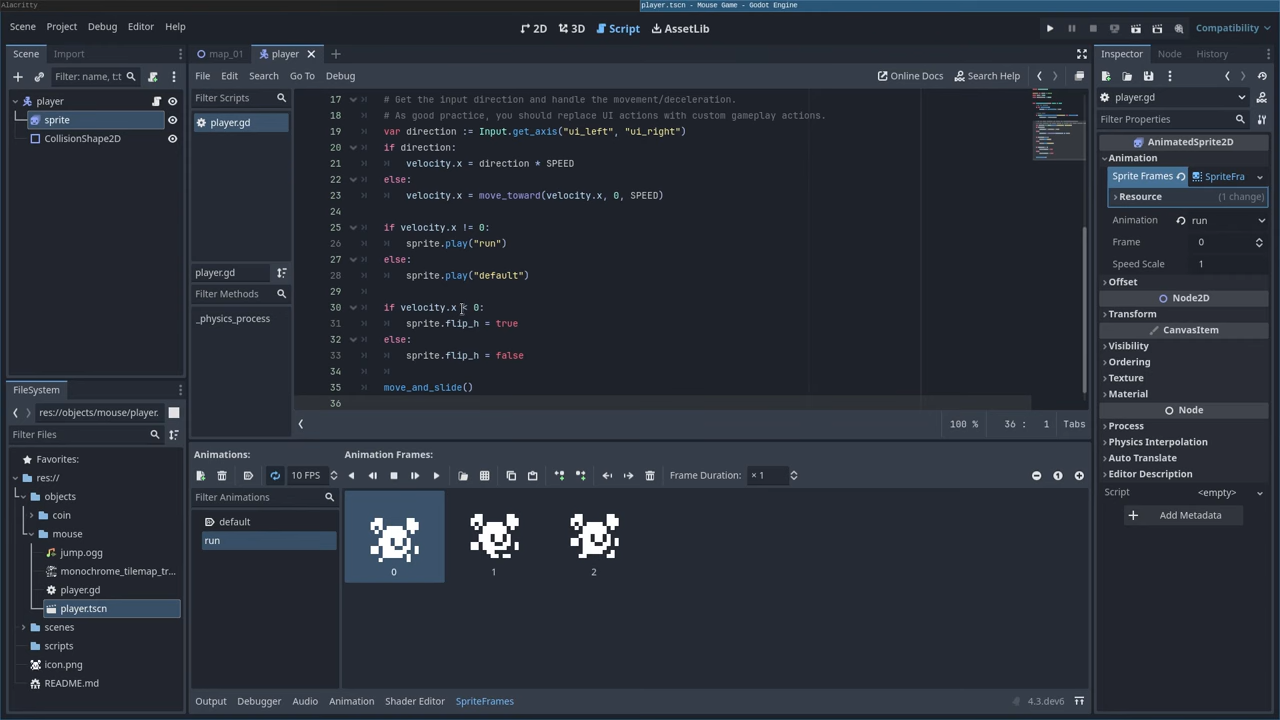 Alacritty
player.tscn - Mouse Game - Godot Engine
Scene Project Debug Editor Help
2D 3D Script AssetLib
Compatibility
Scene Import
Filter: name, t:t
player
sprite
CollisionShape2D
map_01 player
File Edit Search Go To Debug
Online Docs Search Help
Filter Scripts
player.gd
player.gd
Filter Methods
_physics_process
17 # Get the input direction and handle the movement/deceleration.
18 # As good practice, you should replace UI actions with custom gameplay actions.
19 var direction := Input.get_axis("ui_left", "ui_right")
20 if direction:
21 velocity.x = direction * SPEED
22 else:
23 velocity.x = move_toward(velocity.x, 0, SPEED)
24
25 if velocity.x != 0:
26 sprite.play("run")
27 else:
28 sprite.play("default")
29
30 if velocity.x < 0:
31 sprite.flip_h = true
32 else:
33 sprite.flip_h = false
34
35 move_and_slide()
36
100 % 36 : 1 Tabs
FileSystem
res://objects/mouse/player.
Filter Files
Favorites:
res://
objects
coin
mouse
jump.ogg
monochrome_tilemap_tr...
player.gd
player.tscn
scenes
scripts
icon.png
README.md
Animations:
10 FPS
Filter Animations
default
run
Animation Frames:
Frame Duration: × 1
0 1 2
Output Debugger Audio Animation Shader Editor SpriteFrames
4.3.dev6
Inspector Node History
player.gd
Filter Properties
AnimatedSprite2D
Animation
Sprite Frames SpriteFra
Resource (1 change)
Animation run
Frame 0
Speed Scale 1
Offset
Node2D
Transform
CanvasItem
Visibility
Ordering
Texture
Material
Node
Process
Physics Interpolation
Auto Translate
Editor Description
Script <empty>
Add Metadata